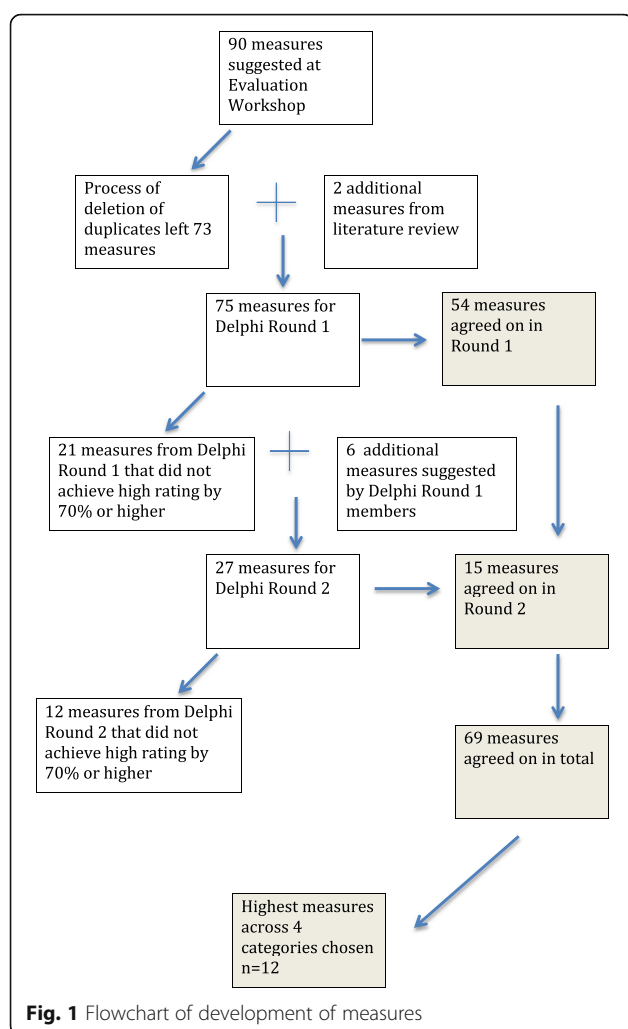 90 measures
suggested at
Evaluation
Workshop
Process of
deletion of
duplicates left 73
measures
2 additional
measures from
literature review
75 measures for
Delphi Round 1
54 measures
agreed on in
Round 1
21 measures from Delphi
Round 1 that did not
achieve high rating by
70% or higher
6 additional
measures suggested
by Delphi Round 1
members
27 measures for
Delphi Round 2
15 measures
agreed on in
Round 2
12 measures from Delphi
Round 2 that did not
achieve high rating by
70% or higher
69 measures
agreed on in total
Highest measures
across 4
categories chosen
n=12
Fig. 1 Flowchart of development of measures